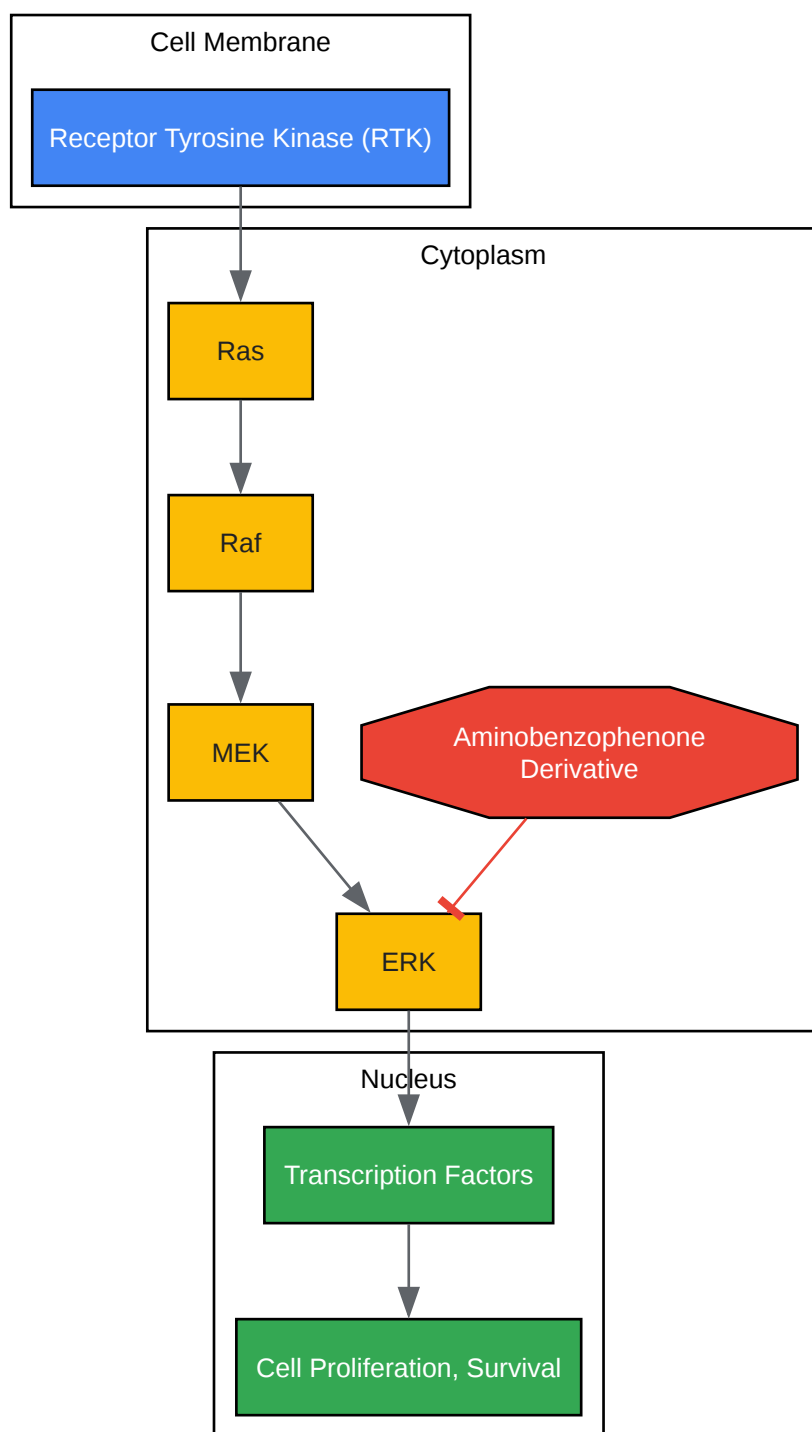 Cell Membrane
Receptor Tyrosine Kinase (RTK)
Cytoplasm
Ras
Raf
MEK
Aminobenzophenone
Derivative
ERK
Nucleus
Transcription Factors
Cell Proliferation, Survival